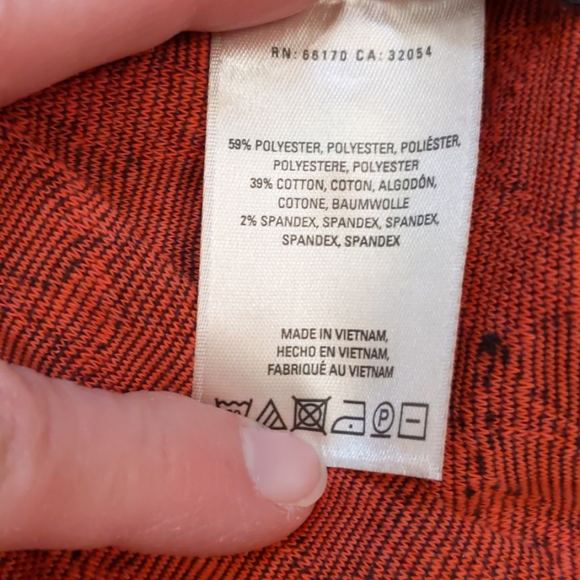 RN: 66170 CA: 32054
59% POLYESTER, POLYESTER, POLIÉSTER,
POLYESTERE, POLYESTER
39% COTTON, COTON, ALGODÓN,
COTONE, BAUMWOLLE
2% SPANDEX, SPANDEX, SPANDEX,
SPANDEX, SPANDEX
MADE IN VIETNAM,
HECHO EN VIETNAM,
FABRIQUÉ AU VIETNAM
P